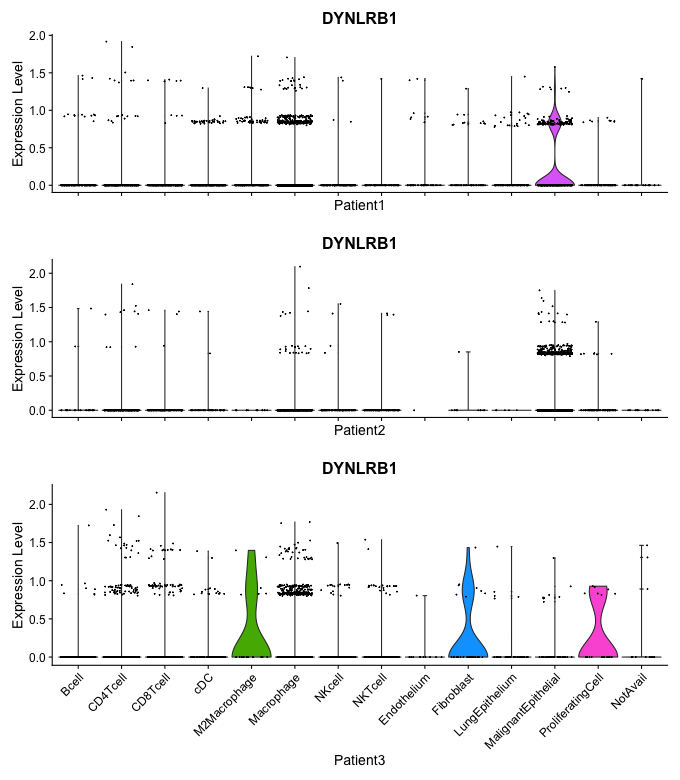 DYNLRB1
Expression Level
2.0
1.5
1.0
0.5
0.0
Patient1
DYNLRB1
Expression Level
2.0
1.5
1.0
0.5
0.0
Patient2
DYNLRB1
Expression Level
2.0
1.5
1.0
0.5
0.0
Bcell
CD4Tcell
CD8Tcell
cDC
M2Macrophage
Macrophage
NKcell
NKTcell
Endothelium
Fibroblast
LungEpithelium
MalignantEpithelial
ProliferatingCell
NotAvail
Patient3